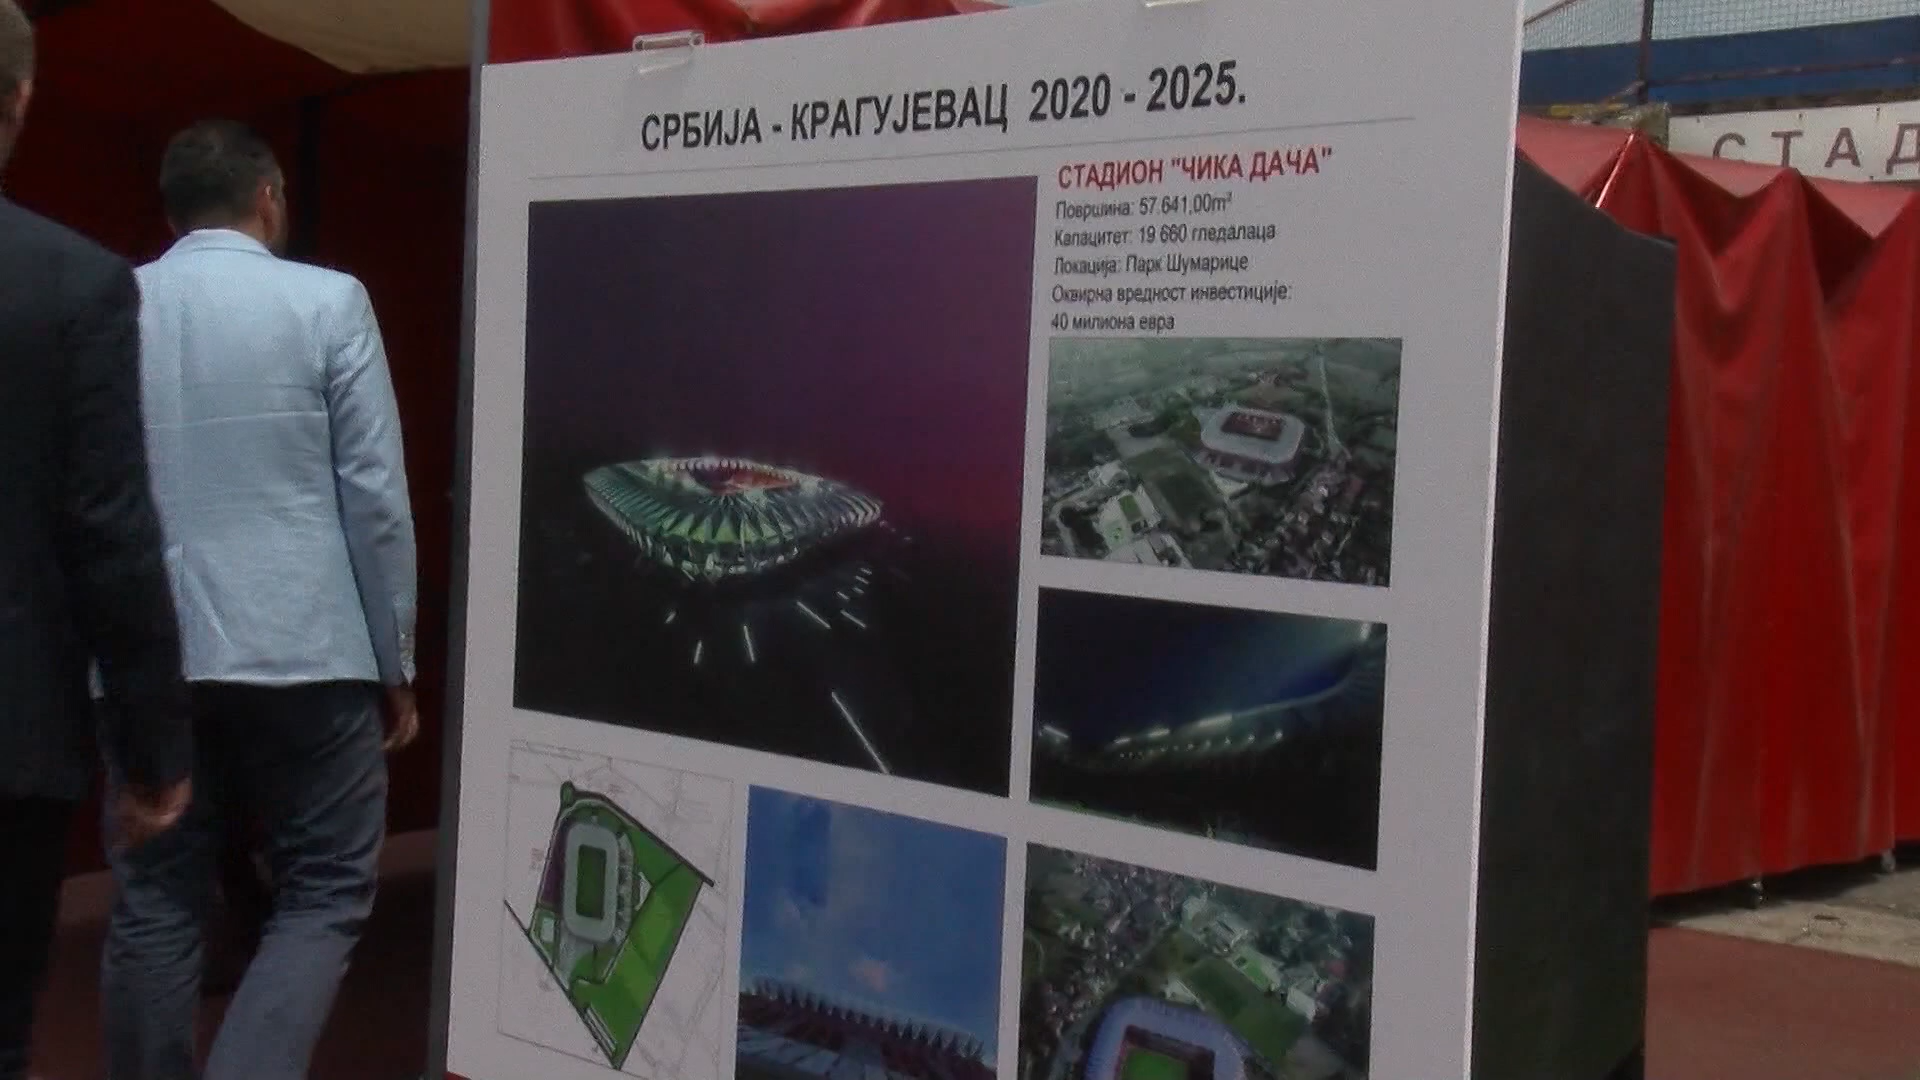 СРБИЈА - КРАГУЈЕВАЦ 2020 - 2025.
СТАДИОН "ЧИКА ДАЧА"
Површина: 57.641,00m²
Капацитет: 19 660 гледалаца
Локација: Парк Шумарице
Оквирна вредност инвестиције:
40 милиона евра
СТАД